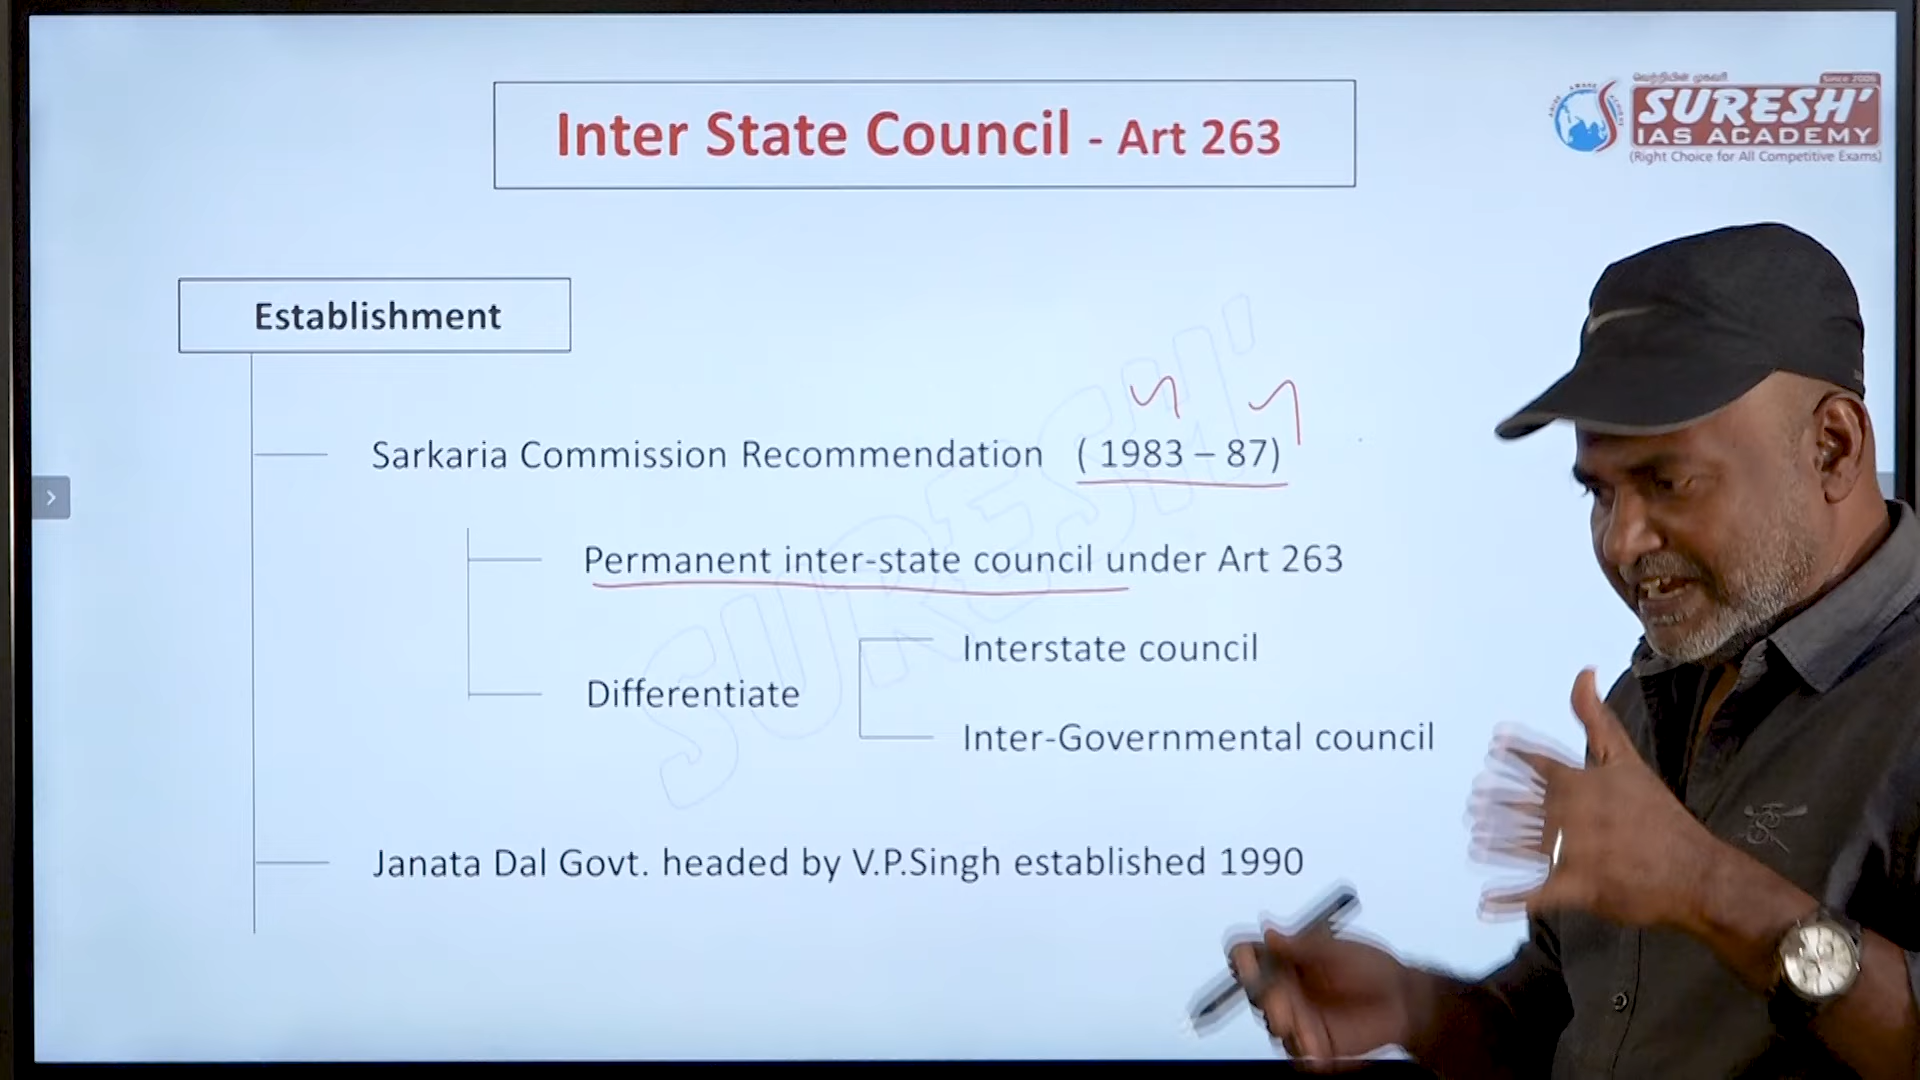 Inter State Council - Art 263
வெற்றியின் முகவரி
Since 2006
SURESH'
IAS ACADEMY
(Right Choice for All Competitive Exams)
Establishment
Sarkaria Commission Recommendation ( 1983 – 87)
Permanent inter-state council under Art 263
Differentiate
Interstate council
Inter-Governmental council
Janata Dal Govt. headed by V.P.Singh established 1990
SURESH'